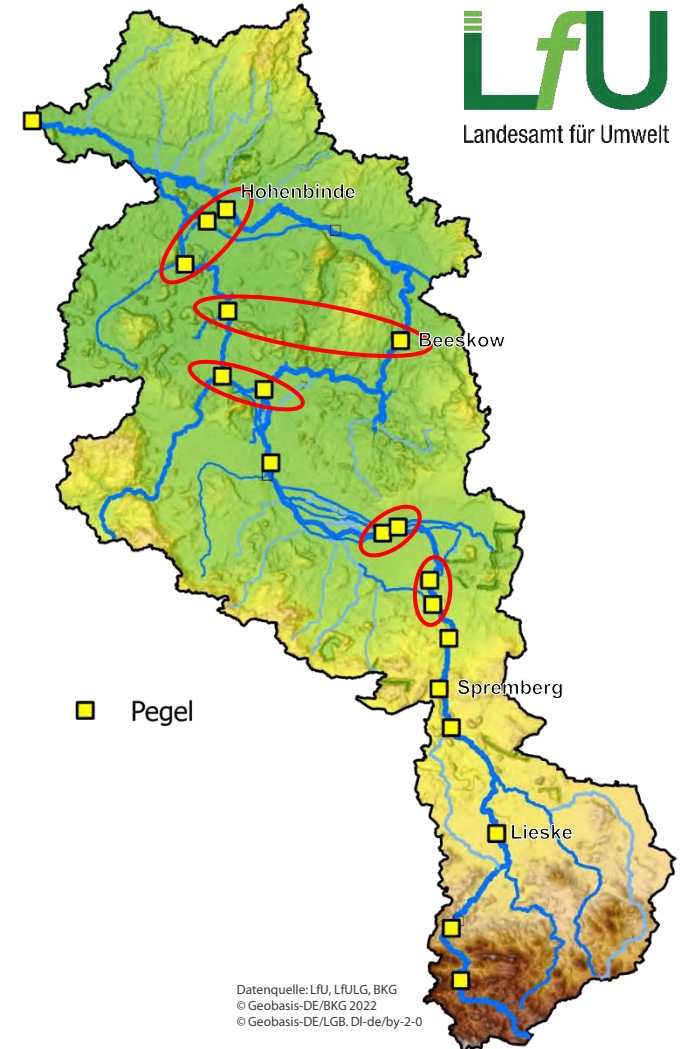 LfU
Landesamt für Umwelt
Hohenbinde
Beeskow
Spremberg
Pegel
Lieske
Datenquelle: LfU, LfULG, BKG
© Geobasis-DE/BKG 2022
© Geobasis-DE/LGB. Dl-de/by-2-0